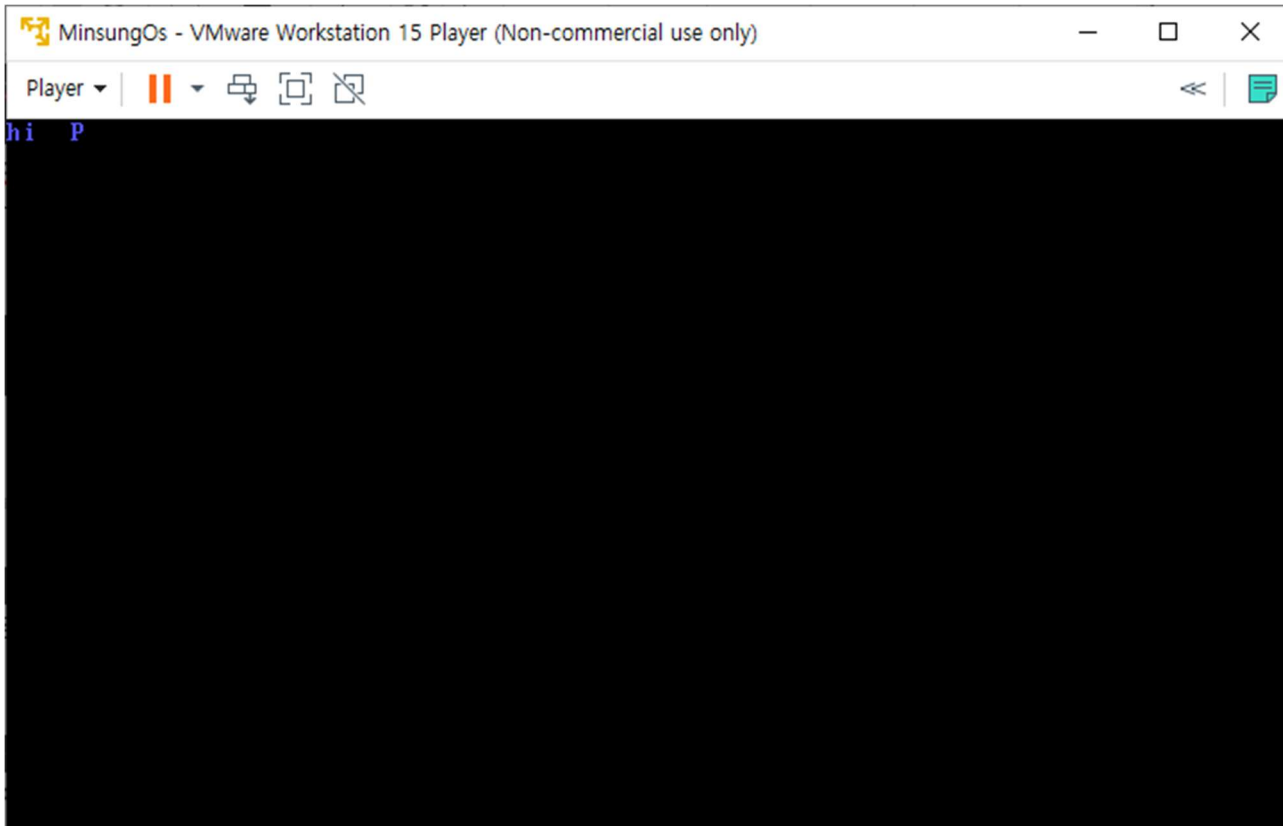 MinsungOs - VMware Workstation 15 Player (Non-commercial use only)
Player
hi  P